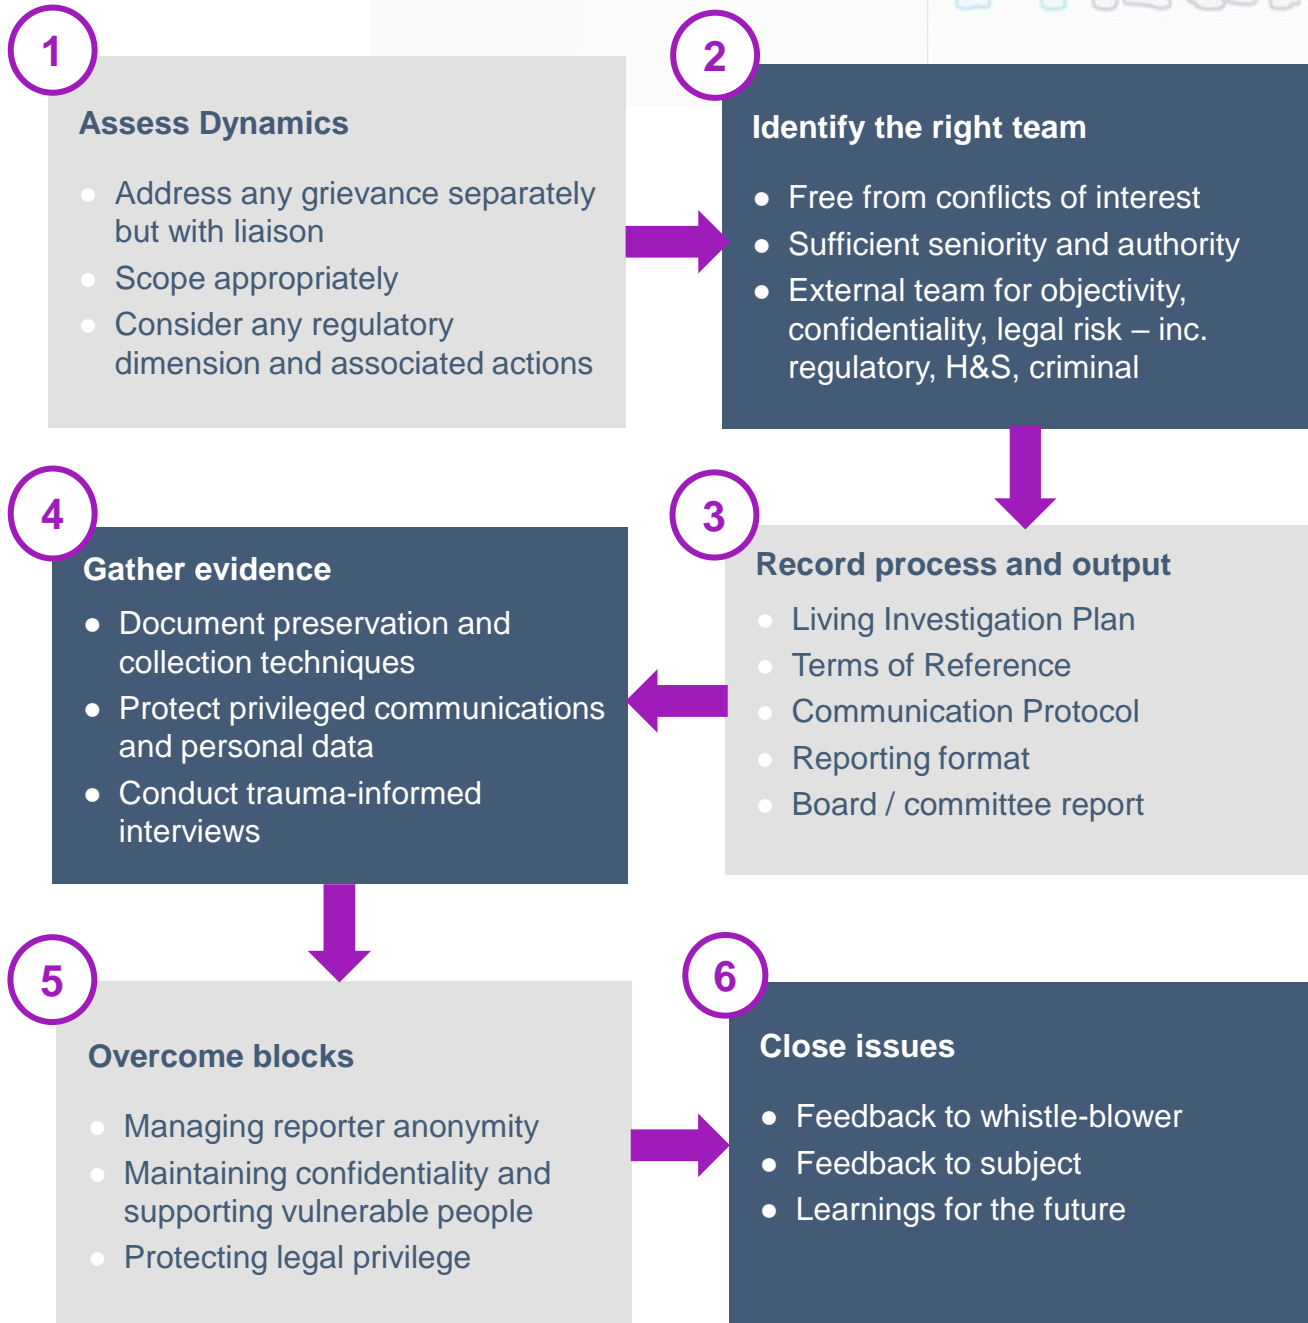 1
Assess Dynamics
● Address any grievance separately
but with liaison
● Scope appropriately
● Consider any regulatory
dimension and associated actions
2
Identify the right team
● Free from conflicts of interest
● Sufficient seniority and authority
● External team for objectivity,
confidentiality, legal risk – inc.
regulatory, H&S, criminal
3
Record process and output
● Living Investigation Plan
● Terms of Reference
● Communication Protocol
● Reporting format
● Board / committee report
4
Gather evidence
● Document preservation and
collection techniques
● Protect privileged communications
and personal data
● Conduct trauma-informed
interviews
5
Overcome blocks
● Managing reporter anonymity
● Maintaining confidentiality and
supporting vulnerable people
● Protecting legal privilege
6
Close issues
● Feedback to whistle-blower
● Feedback to subject
● Learnings for the future